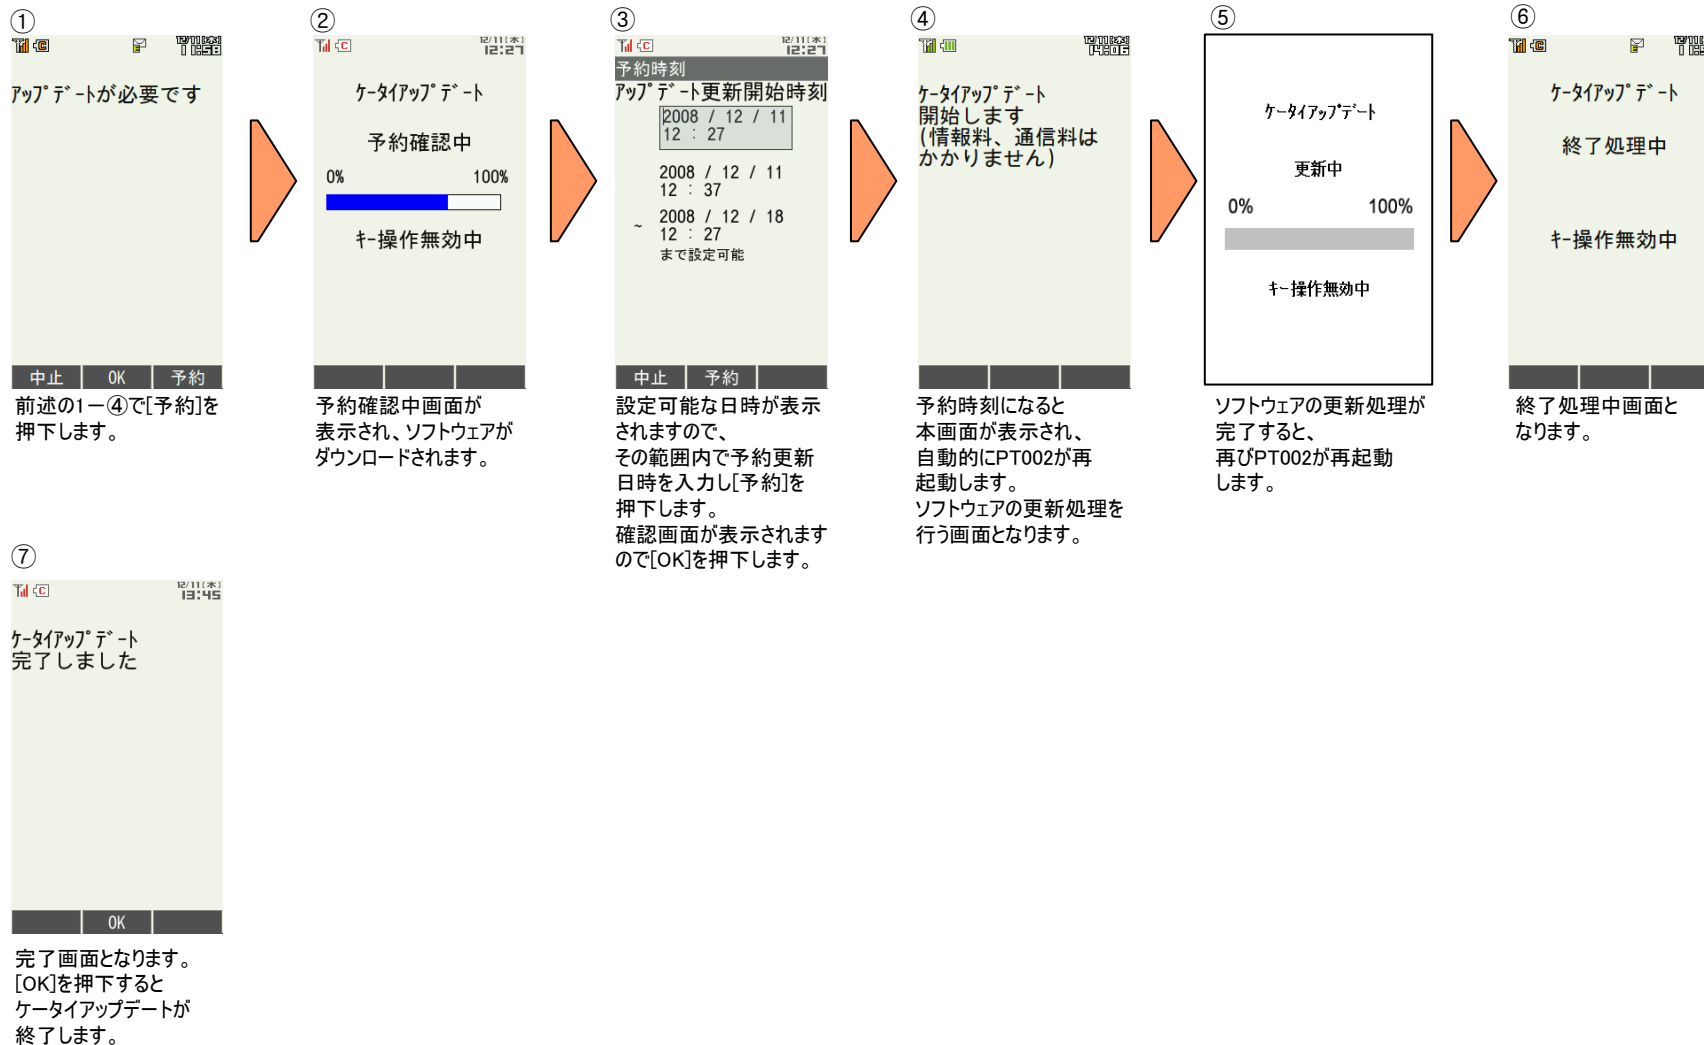 ①
12/11[木]
11:58
アップデートが必要です
中止 OK 予約
前述の1－④で[予約]を
押下します。
②
12/11[木]
12:27
ケータイアップデート
予約確認中
0% 100%
キー操作無効中
予約確認中画面が
表示され、ソフトウェアが
ダウンロードされます。
③
12/11[木]
12:27
予約時刻
アップデート更新開始時刻
2008 / 12 / 11
12 : 27
2008 / 12 / 11
12 : 37
~ 2008 / 12 / 18
12 : 27
まで設定可能
中止 予約
設定可能な日時が表示
されますので、
その範囲内で予約更新
日時を入力し[予約]を
押下します。
確認画面が表示されます
ので[OK]を押下します。
④
12/11[木]
14:06
ケータイアップデート
開始します
(情報料、通信料は
かかりません)
予約時刻になると
本画面が表示され、
自動的にPT002が再
起動します。
ソフトウェアの更新処理を
行う画面となります。
⑤
ケータイアップデート
更新中
0% 100%
キー操作無効中
ソフトウェアの更新処理が
完了すると、
再びPT002が再起動
します。
⑥
ケータイアップデート
終了処理中
キー操作無効中
終了処理中画面と
なります。
⑦
12/11[木]
13:45
ケータイアップデート
完了しました
OK
完了画面となります。
[OK]を押下すると
ケータイアップデートが
終了します。